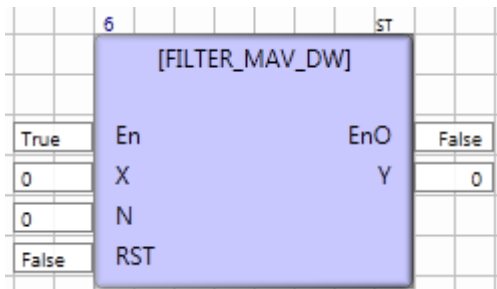 6 ST
[FILTER_MAV_DW]
True En EnO False
0 X Y 0
0 N
False RST